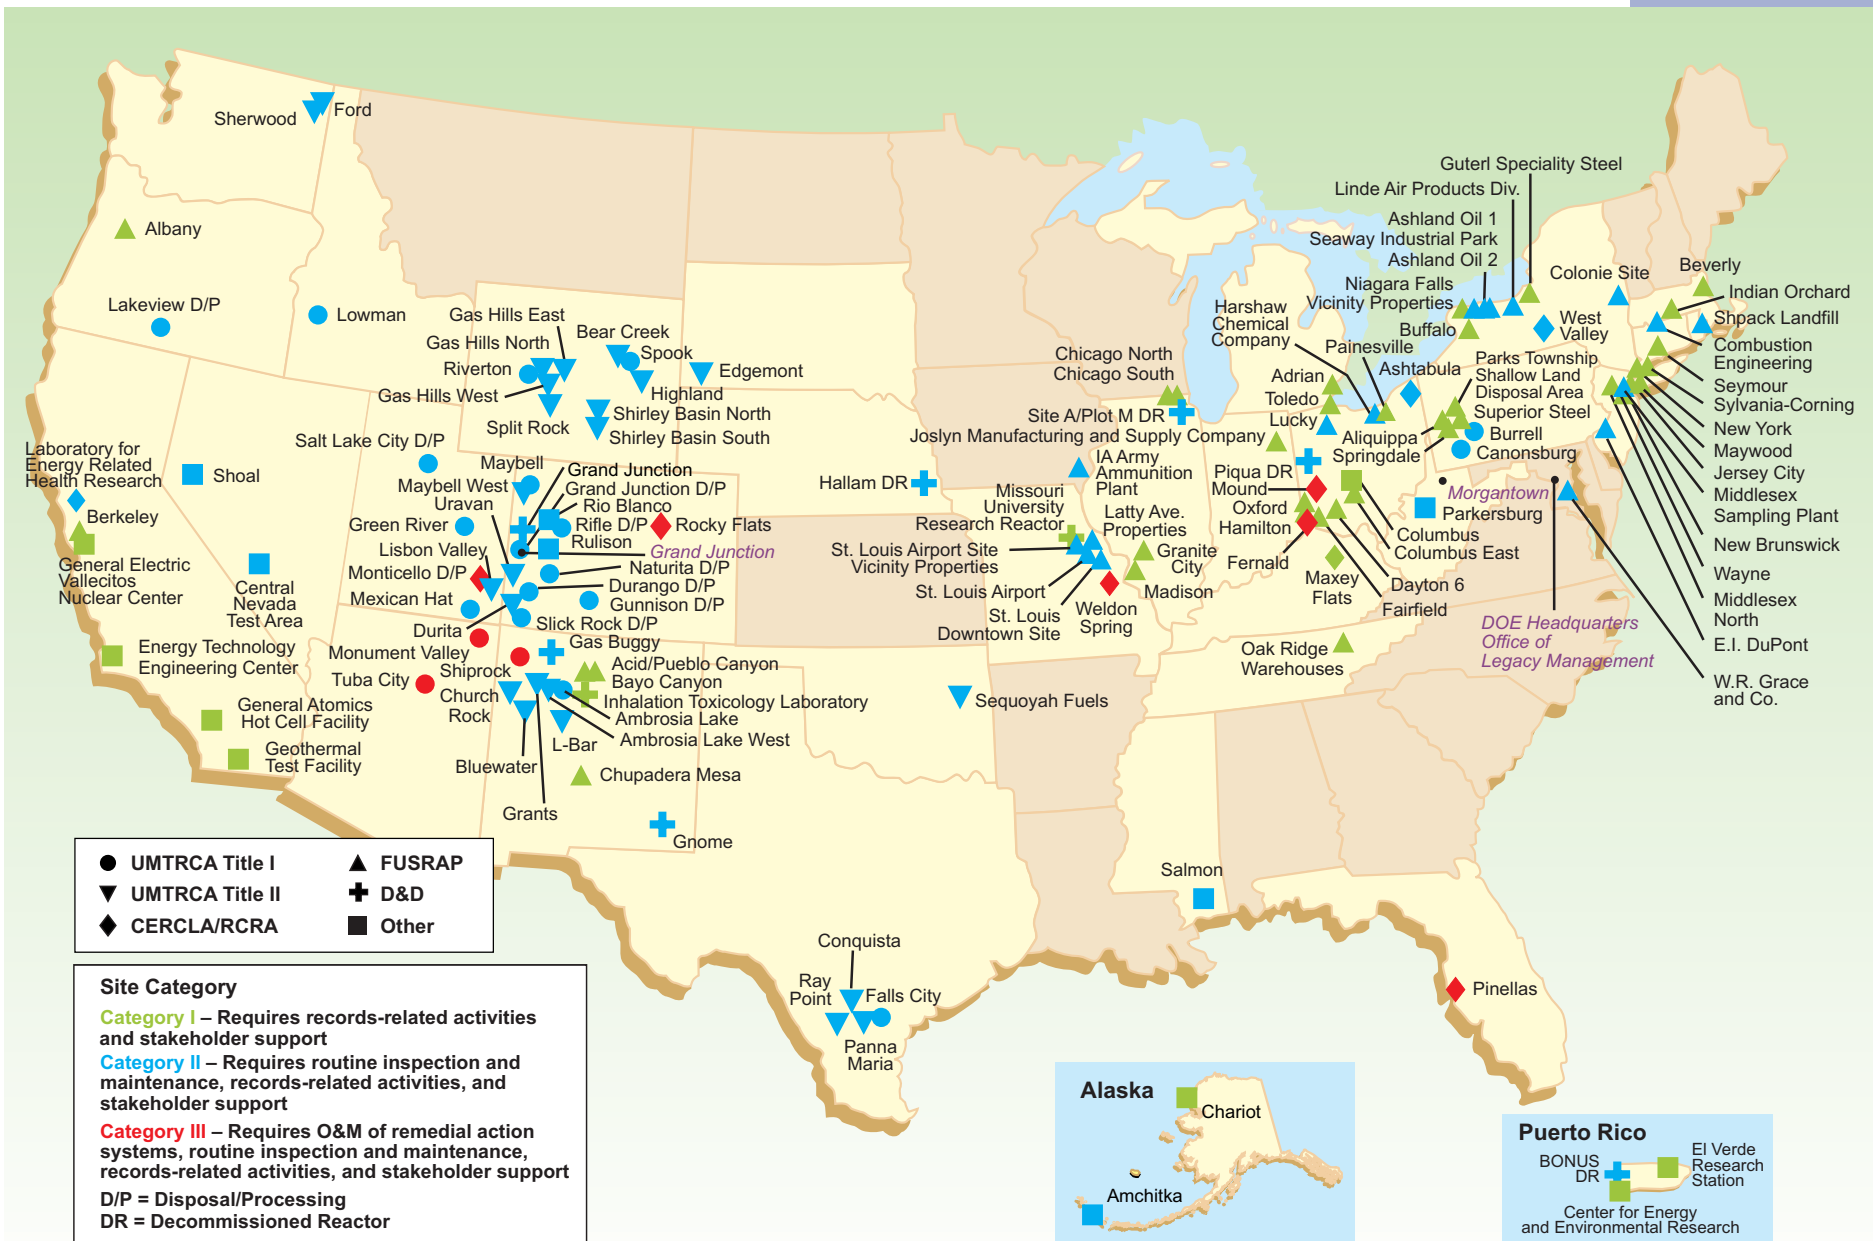 Sherwood
Ford
Albany
Lakeview D/P
Lowman
Gas Hills East
Gas Hills North
Riverton
Gas Hills West
Split Rock
Bear Creek
Spook
Highland
Shirley Basin North
Shirley Basin South
Edgemont
Laboratory for
Energy Related
Health Research
Berkeley
General Electric
Vallecitos
Nuclear Center
Shoal
Central
Nevada
Test Area
Energy Technology
Engineering Center
General Atomics
Hot Cell Facility
Geothermal
Test Facility
Salt Lake City D/P
Maybell
Maybell West
Uravan
Green River
Lisbon Valley
Monticello D/P
Mexican Hat
Durita
Monument Valley
Shiprock
Tuba City
Church
Rock
Bluewater
Grants
L-Bar
Grand Junction
Grand Junction D/P
Rio Blanco
Rifle D/P
Rulison
Rocky Flats
Grand Junction
Naturita D/P
Durango D/P
Gunnison D/P
Slick Rock D/P
Gas Buggy
Acid/Pueblo Canyon
Bayo Canyon
Inhalation Toxicology Laboratory
Ambrosia Lake
Ambrosia Lake West
Chupadera Mesa
Gnome
Hallam DR
Sequoyah Fuels
Conquista
Ray
Point
Falls City
Panna
Maria
Salmon
Pinellas
Chicago North
Chicago South
Site A/Plot M DR
Joslyn Manufacturing and Supply Company
IA Army
Ammunition
Plant
Missouri
University
Research Reactor
Latty Ave.
Properties
St. Louis Airport Site
Vicinity Properties
St. Louis Airport
St. Louis
Downtown Site
Weldon
Spring
Granite
City
Madison
Harshaw
Chemical
Company
Adrian
Toledo
Lucky
Piqua DR
Mound
Oxford
Hamilton
Fernald
Maxey
Flats
Columbus
Columbus East
Dayton 6
Fairfield
Oak Ridge
Warehouses
Guterl Speciality Steel
Linde Air Products Div.
Ashland Oil 1
Seaway Industrial Park
Ashland Oil 2
Niagara Falls
Vicinity Properties
Buffalo
Painesville
Ashtabula
West
Valley
Parks Township
Shallow Land
Disposal Area
Superior Steel
Aliquippa
Springdale
Burrell
Canonsburg
Morgantown
Parkersburg
DOE Headquarters
Office of
Legacy Management
Colonie Site
Beverly
Indian Orchard
Shpack Landfill
Combustion
Engineering
Seymour
Sylvania-Corning
New York
Maywood
Jersey City
Middlesex
Sampling Plant
New Brunswick
Wayne
Middlesex
North
E.I. DuPont
W.R. Grace
and Co.
UMTRCA Title I
UMTRCA Title II
CERCLA/RCRA
FUSRAP
D&D
Other
Site Category
Category I – Requires records-related activities
and stakeholder support
Category II – Requires routine inspection and
maintenance, records-related activities, and
stakeholder support
Category III – Requires O&M of remedial action
systems, routine inspection and maintenance,
records-related activities, and stakeholder support
D/P = Disposal/Processing
DR = Decommissioned Reactor
Alaska
Chariot
Amchitka
Puerto Rico
BONUS
DR
El Verde
Research
Station
Center for Energy
and Environmental Research